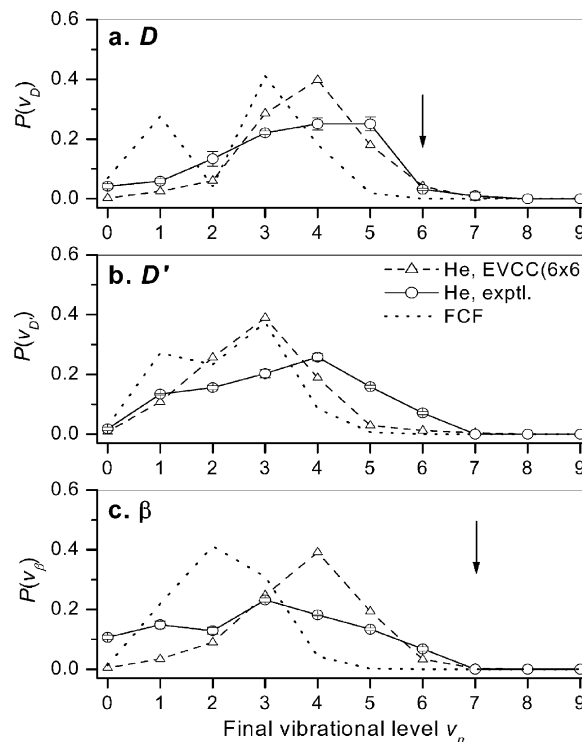 a. D
P(v_D)
0.6
0.4
0.2
0.0
0 1 2 3 4 5 6 7 8 9
b. D'
P(v_D')
0.6
0.4
0.2
0.0
He, EVCC(6x6
He, exptl.
FCF
0 1 2 3 4 5 6 7 8 9
c. β
P(v_β)
0.6
0.4
0.2
0.0
0 1 2 3 4 5 6 7 8 9
Final vibrational level v_n